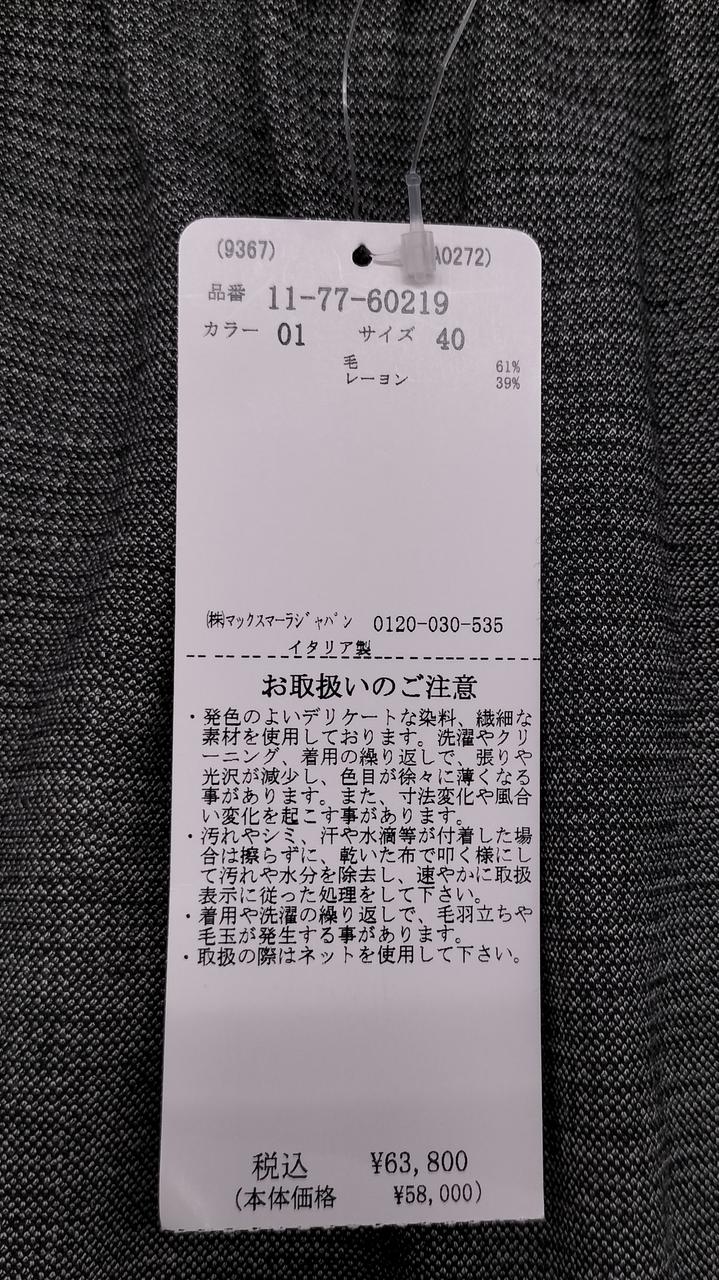 (9367) A0272)
品番 11-77-60219
カラー 01 サイズ 40
毛 61%
レーヨン 39%
㈱マックスマーラジャパン 0120-030-535
イタリア製
お取扱いのご注意
・発色のよいデリケートな染料、繊細な
素材を使用しております。洗濯やクリ
ーニング、着用の繰り返しで、張りや
光沢が減少し、色目が徐々に薄くなる
事があります。また、寸法変化や風合
い変化を起こす事があります。
・汚れやシミ、汗や水滴等が付着した場
合は擦らずに、乾いた布で叩く様にし
て汚れや水分を除去し、速やかに取扱
表示に従った処理をして下さい。
・着用や洗濯の繰り返しで、毛羽立ちや
毛玉が発生する事があります。
・取扱の際はネットを使用して下さい。
税込 ¥63,800
(本体価格 ¥58,000)